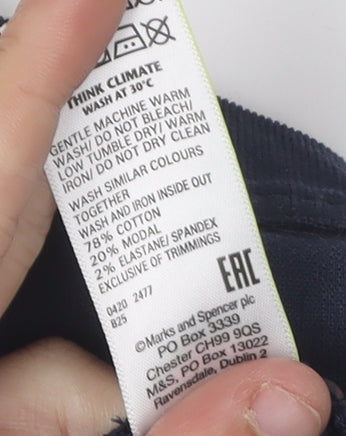 THINK CLIMATE
WASH AT 30°C
GENTLE MACHINE WARM
WASH/ DO NOT BLEACH/
LOW TUMBLE DRY/ WARM
IRON/ DO NOT DRY CLEAN
WASH SIMILAR COLOURS
TOGETHER
WASH AND IRON INSIDE OUT
78% COTTON
20% MODAL
2% ELASTANE/ SPANDEX
EXCLUSIVE OF TRIMMINGS
0420 2477
B25
EAC
©Marks and Spencer plc
PO Box 3339
Chester CH99 9QS
M&S, PO Box 13022
Ravensdale, Dublin 2